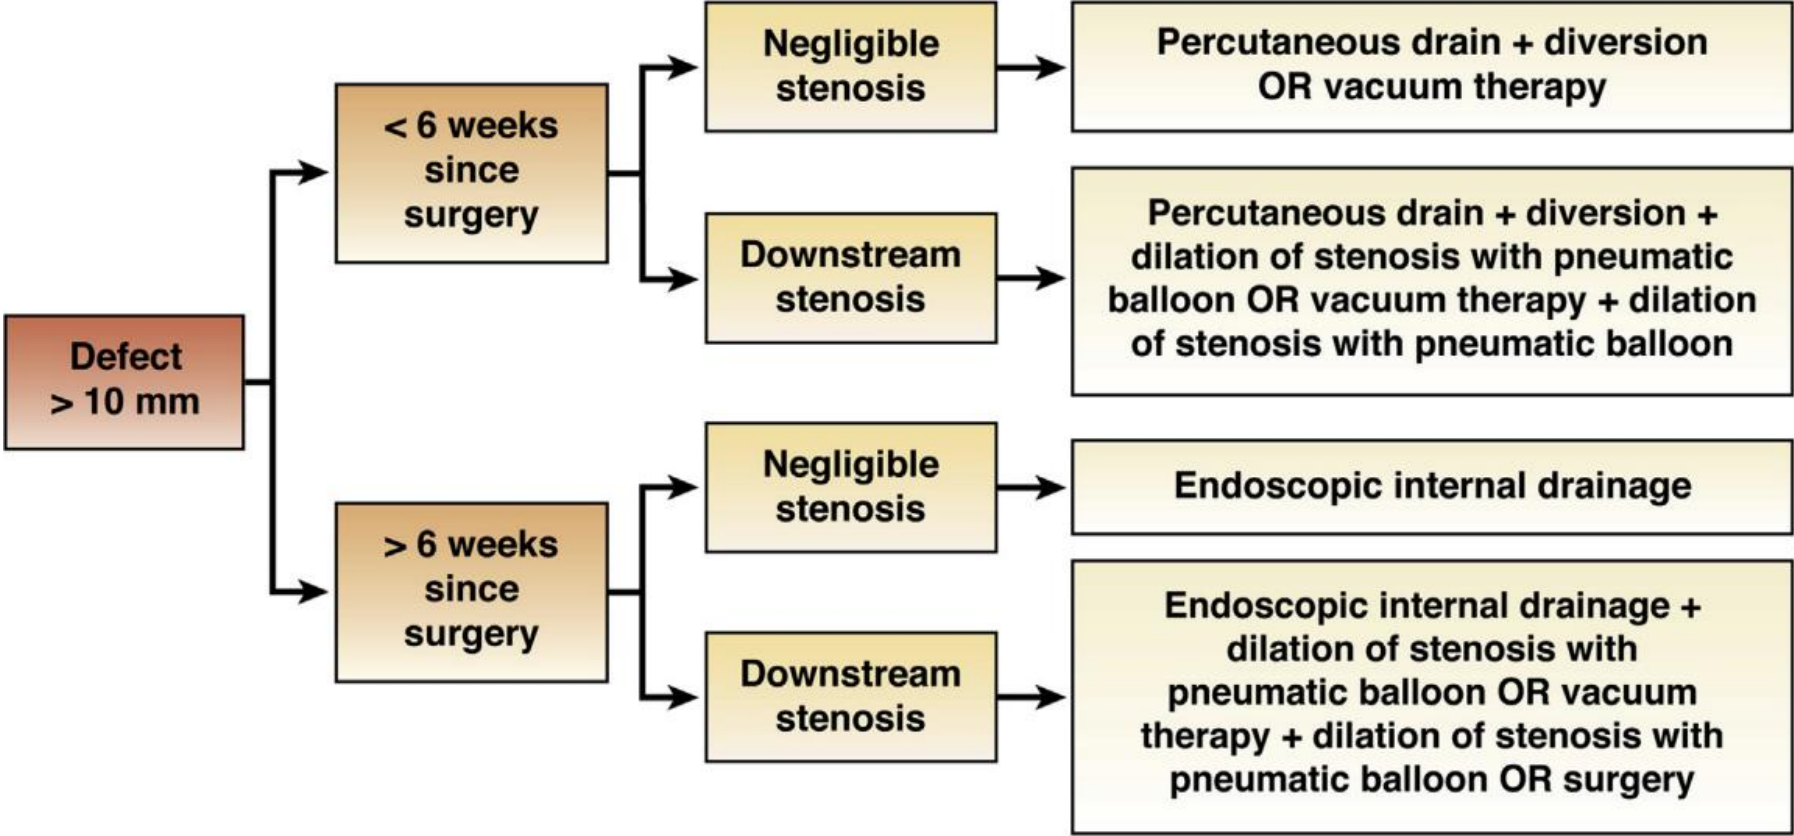 Defect
> 10 mm
< 6 weeks
since
surgery
Negligible
stenosis
Percutaneous drain + diversion
OR vacuum therapy
Downstream
stenosis
Percutaneous drain + diversion +
dilation of stenosis with pneumatic
balloon OR vacuum therapy + dilation
of stenosis with pneumatic balloon
> 6 weeks
since
surgery
Negligible
stenosis
Endoscopic internal drainage
Downstream
stenosis
Endoscopic internal drainage +
dilation of stenosis with
pneumatic balloon OR vacuum
therapy + dilation of stenosis with
pneumatic balloon OR surgery